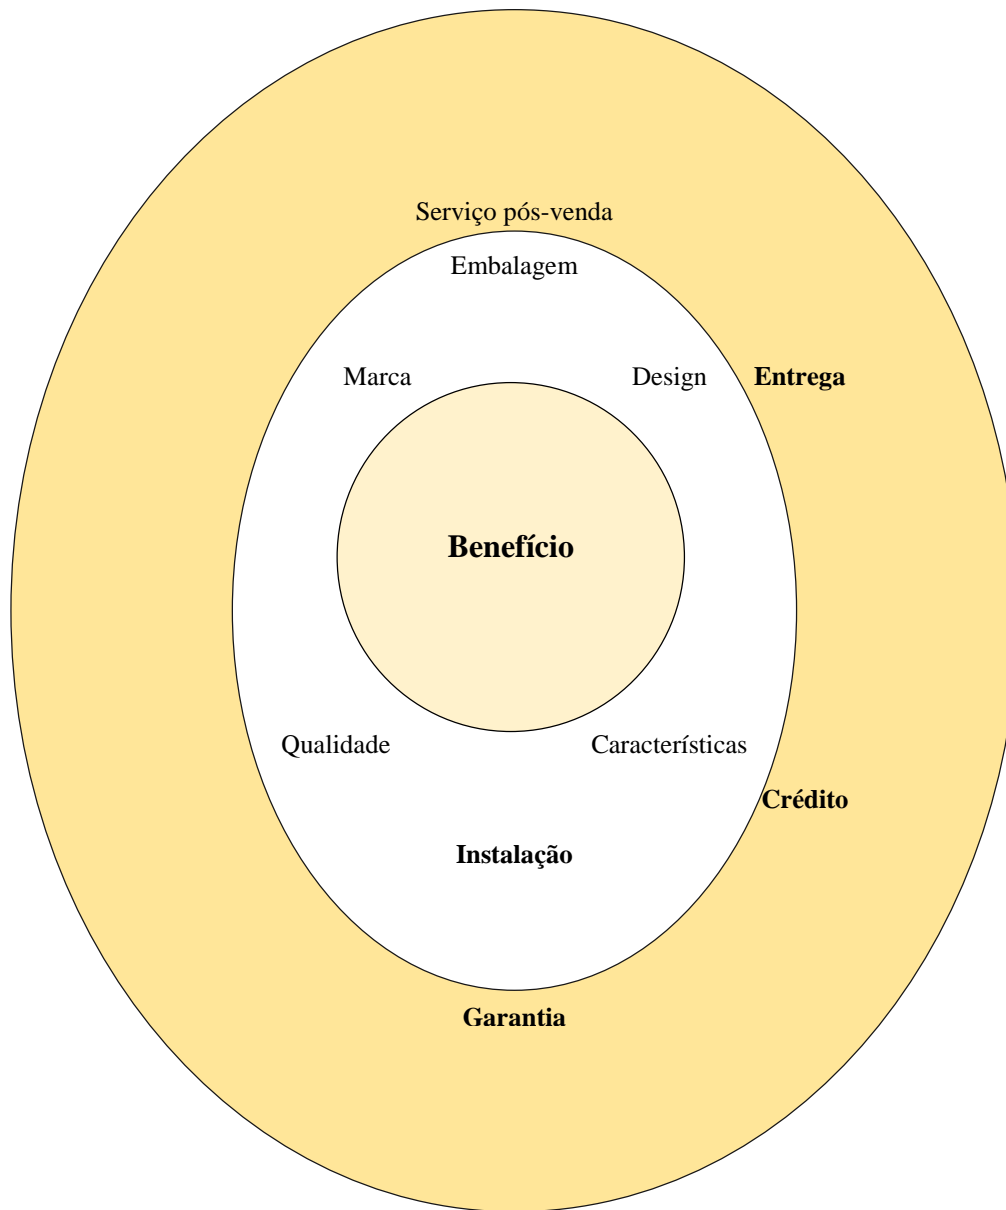 Serviço pós-venda
Embalagem
Marca
Design
Entrega
Benefício
Qualidade
Características
Crédito
Instalação
Garantia